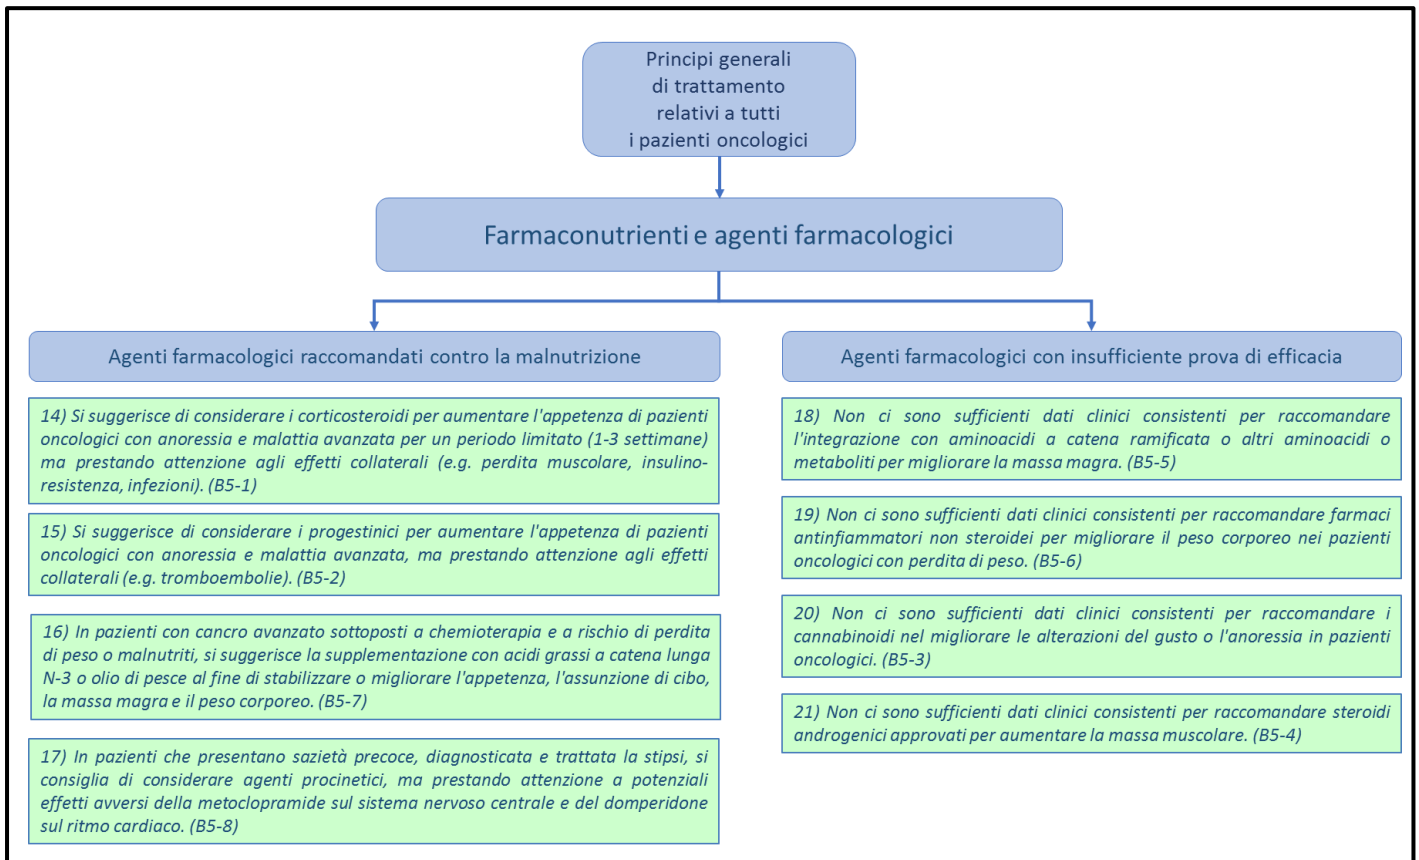 Principi generali
di trattamento
relativi a tutti
i pazienti oncologici
Farmaconutrienti e agenti farmacologici
Agenti farmacologici raccomandati contro la malnutrizione
14) Si suggerisce di considerare i corticosteroidi per aumentare l'appetenza di pazienti
oncologici con anoressia e malattia avanzata per un periodo limitato (1-3 settimane)
ma prestando attenzione agli effetti collaterali (e.g. perdita muscolare, insulino-
resistenza, infezioni). (B5-1)
15) Si suggerisce di considerare i progestinici per aumentare l'appetenza di pazienti
oncologici con anoressia e malattia avanzata, ma prestando attenzione agli effetti
collaterali (e.g. tromboembolie). (B5-2)
16) In pazienti con cancro avanzato sottoposti a chemioterapia e a rischio di perdita
di peso o malnutriti, si suggerisce la supplementazione con acidi grassi a catena lunga
N-3 o olio di pesce al fine di stabilizzare o migliorare l'appetenza, l'assunzione di cibo,
la massa magra e il peso corporeo. (B5-7)
17) In pazienti che presentano sazietà precoce, diagnosticata e trattata la stipsi, si
consiglia di considerare agenti procinetici, ma prestando attenzione a potenziali
effetti avversi della metoclopramide sul sistema nervoso centrale e del domperidone
sul ritmo cardiaco. (B5-8)
Agenti farmacologici con insufficiente prova di efficacia
18) Non ci sono sufficienti dati clinici consistenti per raccomandare
l'integrazione con aminoacidi a catena ramificata o altri aminoacidi o
metaboliti per migliorare la massa magra. (B5-5)
19) Non ci sono sufficienti dati clinici consistenti per raccomandare farmaci
antinfiammatori non steroidei per migliorare il peso corporeo nei pazienti
oncologici con perdita di peso. (B5-6)
20) Non ci sono sufficienti dati clinici consistenti per raccomandare i
cannabinoidi nel migliorare le alterazioni del gusto o l'anoressia in pazienti
oncologici. (B5-3)
21) Non ci sono sufficienti dati clinici consistenti per raccomandare steroidi
androgenici approvati per aumentare la massa muscolare. (B5-4)